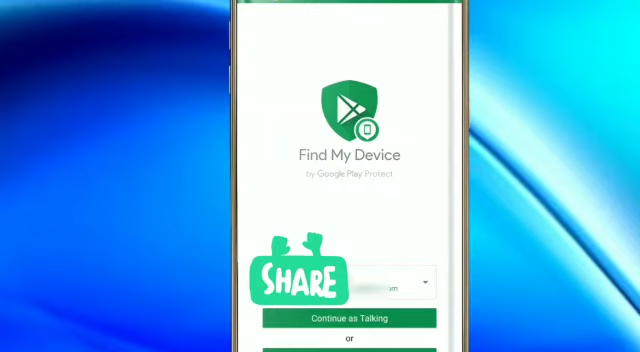 Find My Device
by Google Play Protect
SHARE
Continue as Talking
or